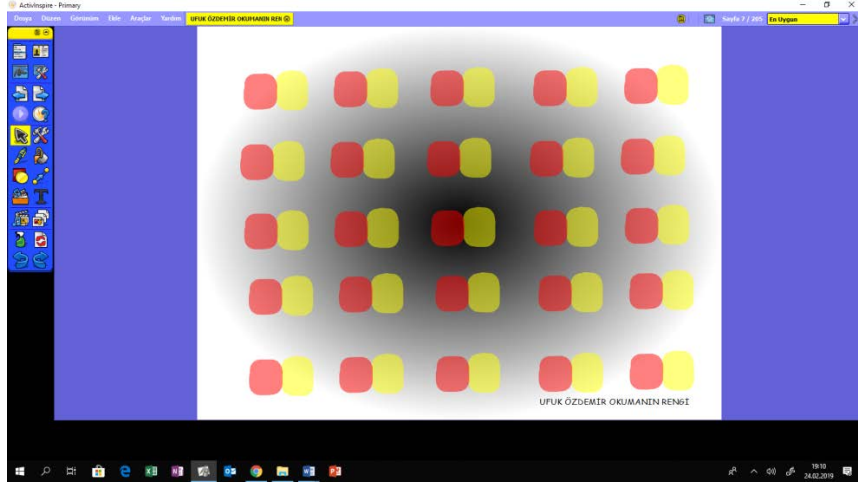 ActivInspire - Primary
Dosya Düzen Görünüm Ekle Araçlar Yardım UFUK ÖZDEMİR OKUMANIN REN
Sayfa 7 / 205 En Uygun
UFUK ÖZDEMİR OKUMANIN RENGİ
19:10
24.02.2019